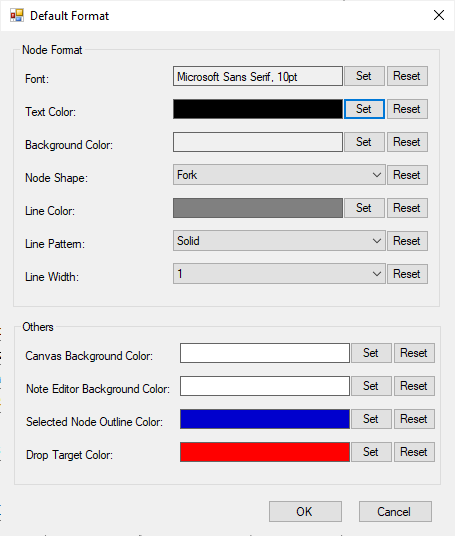 Default Format
Node Format
Font: Microsoft Sans Serif, 10pt Set Reset
Text Color: Set Reset
Background Color: Set Reset
Node Shape: Fork Reset
Line Color: Set Reset
Line Pattern: Solid Reset
Line Width: 1 Reset
Others
Canvas Background Color: Set Reset
Note Editor Background Color: Set Reset
Selected Node Outline Color: Set Reset
Drop Target Color: Set Reset
OK Cancel